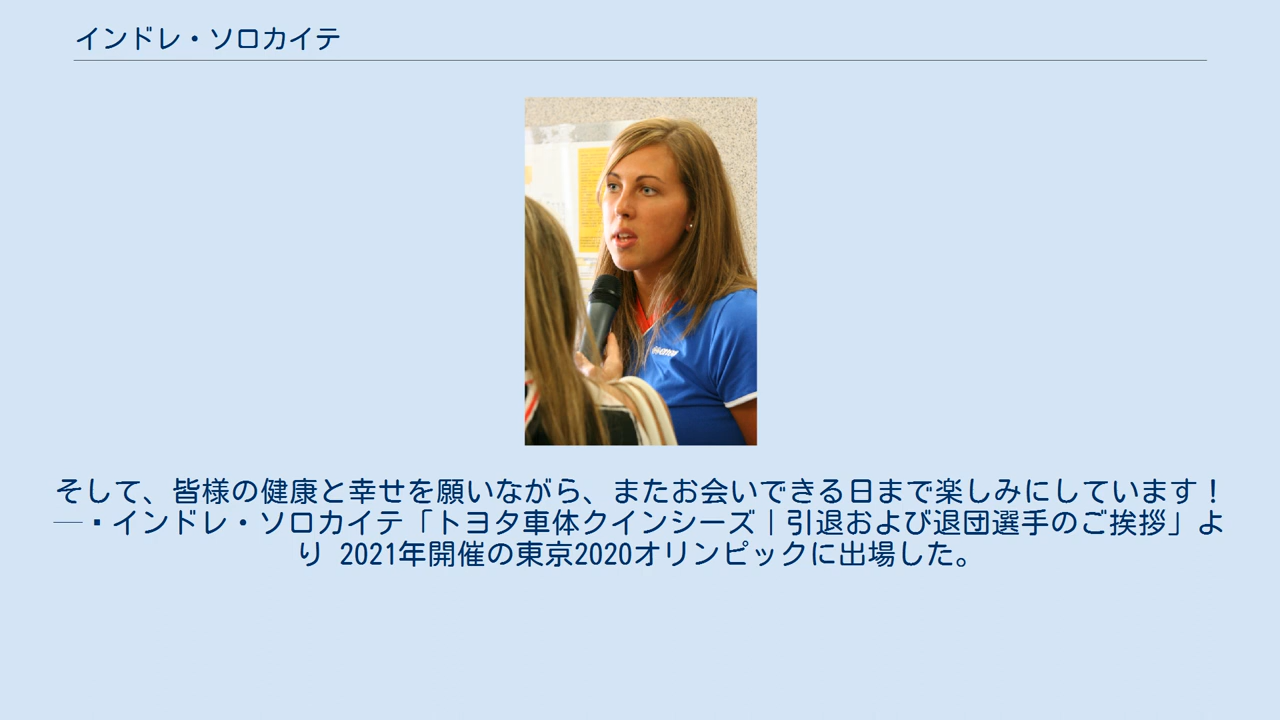 インドレ・ソロカイテ
そして、皆様の健康と幸せを願いながら、またお会いできる日まで楽しみにしています！
―・インドレ・ソロカイテ「トヨタ車体クインシーズ｜引退および退団選手のご挨拶」よ
り 2021年開催の東京2020オリンピックに出場した。